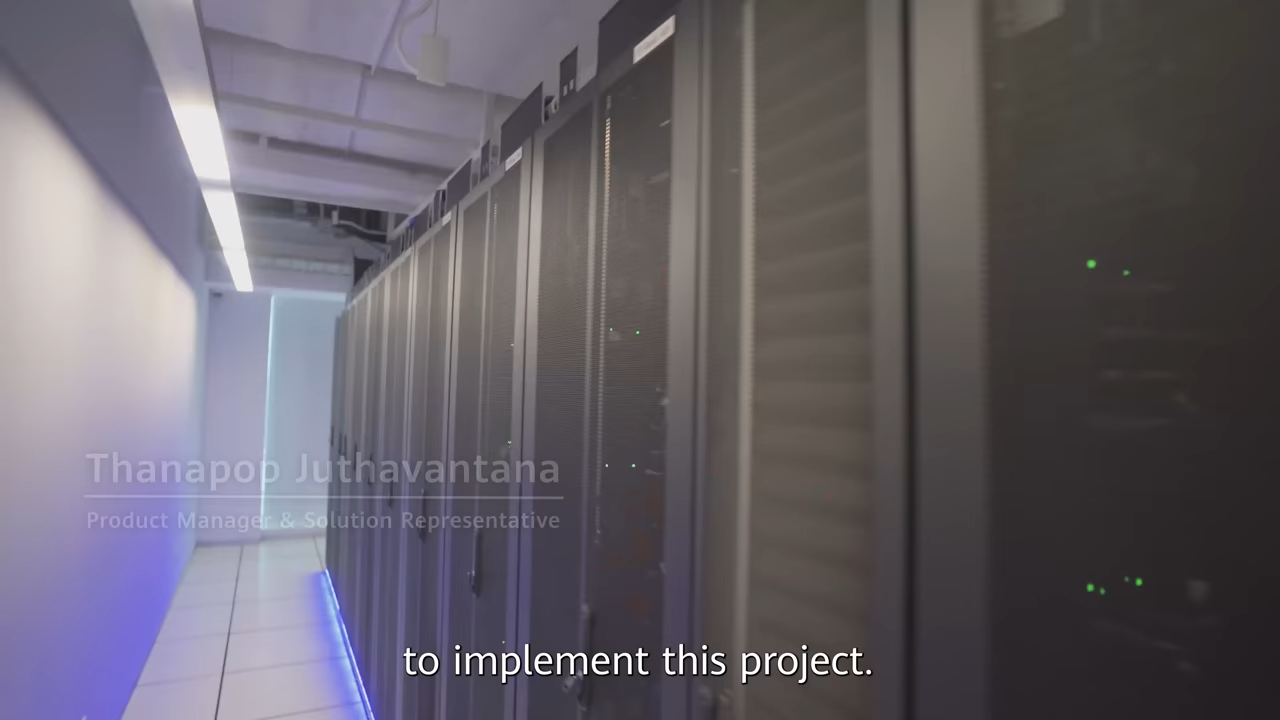 Thanapop Juthavantana
Product Manager & Solution Representative
to implement this project.